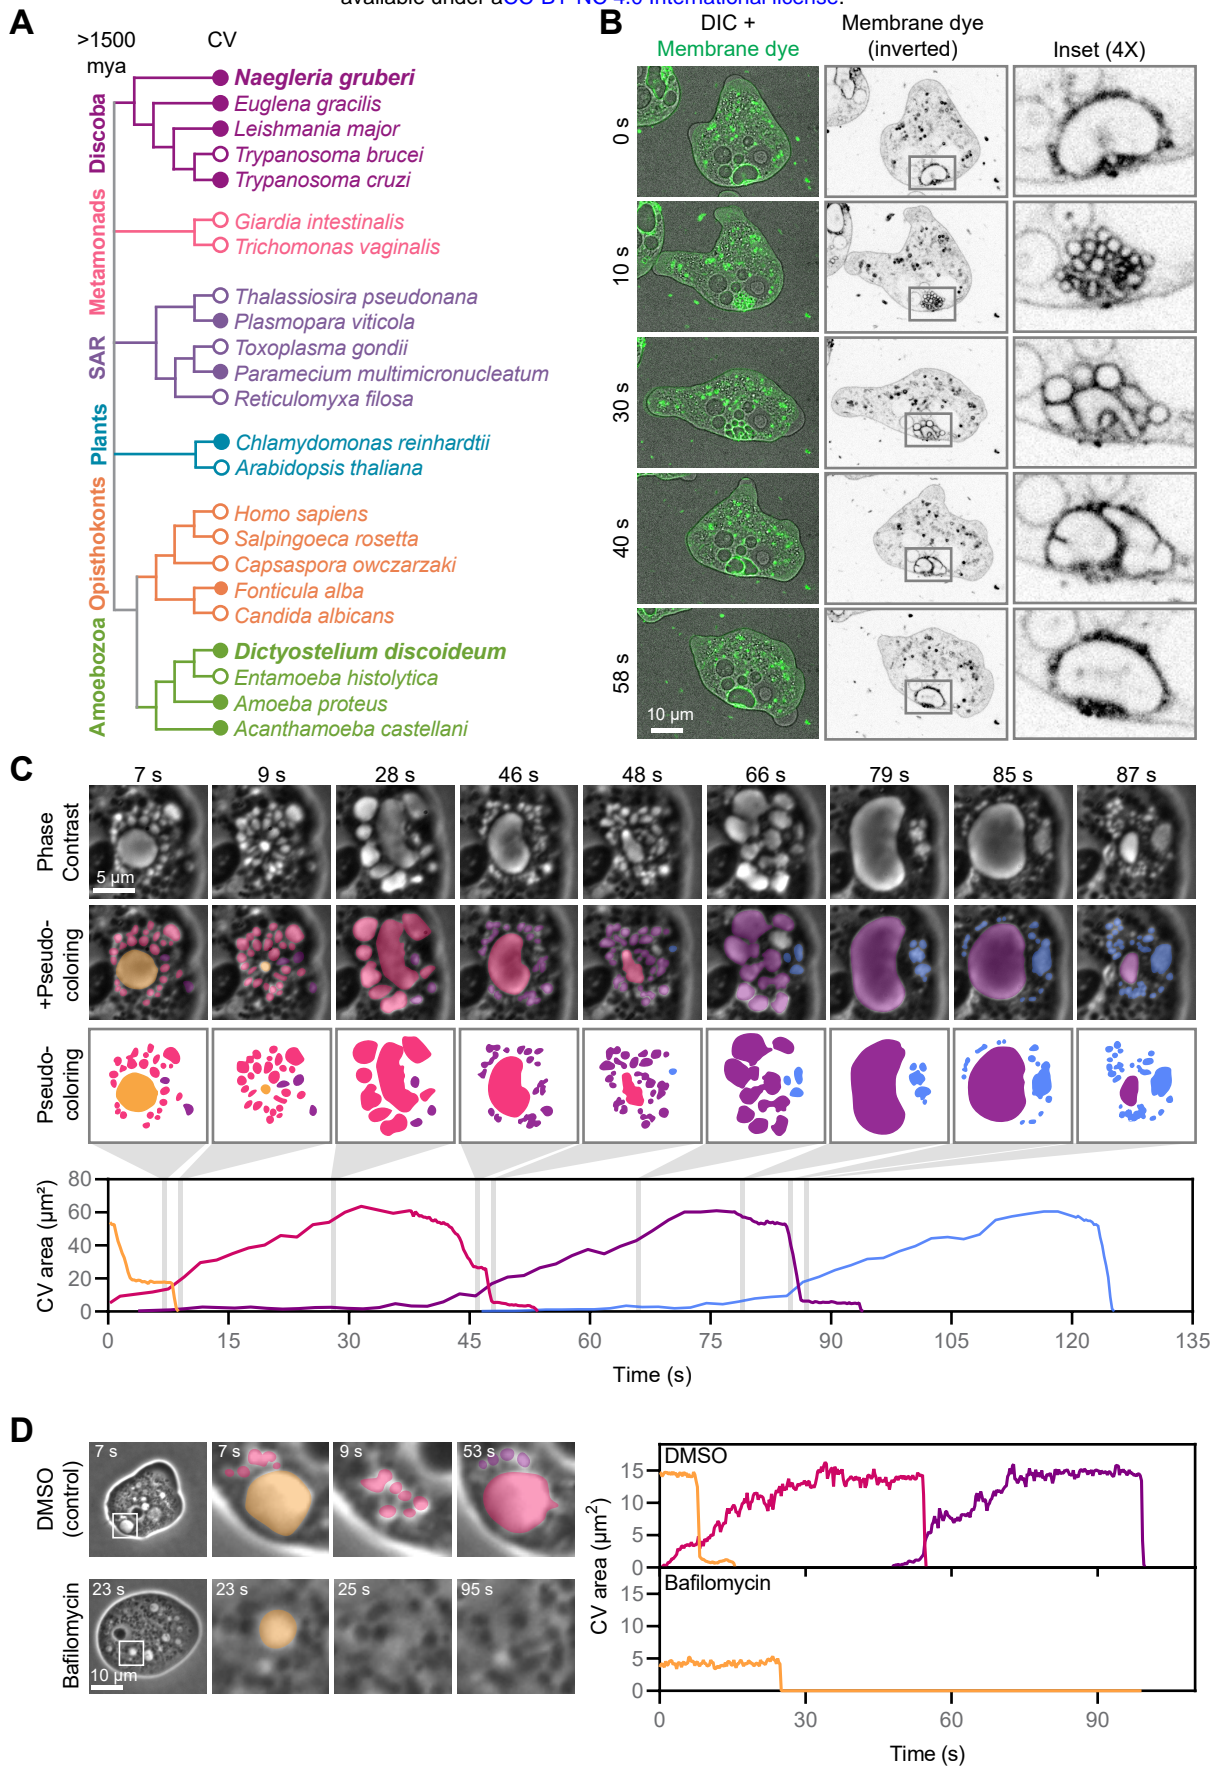 available under aCC-BY-NC 4.0 International license.
A
>1500
mya
CV
Discoba
Naegleria gruberi
Euglena gracilis
Leishmania major
Trypanosoma brucei
Trypanosoma cruzi
Metamonads
Giardia intestinalis
Trichomonas vaginalis
SAR
Thalassiosira pseudonana
Plasmopara viticola
Toxoplasma gondii
Paramecium multimicronucleatum
Reticulomyxa filosa
Plants
Chlamydomonas reinhardtii
Arabidopsis thaliana
Opisthokonts
Homo sapiens
Salpingoeca rosetta
Capsaspora owczarzaki
Fonticula alba
Candida albicans
Amoebozoa
Dictyostelium discoideum
Entamoeba histolytica
Amoeba proteus
Acanthamoeba castellani
B
DIC +
Membrane dye
Membrane dye
(inverted)
Inset (4X)
0 s
10 s
30 s
40 s
58 s
10 µm
C
7 s 9 s 28 s 46 s 48 s 66 s 79 s 85 s 87 s
Phase
Contrast
5 µm
+Pseudo-
coloring
Pseudo-
coloring
CV area (µm²)
80
60
40
20
0
0 15 30 45 60 75 90 105 120 135
Time (s)
D
DMSO
(control)
7 s 7 s 9 s 53 s
Bafilomycin
23 s 23 s 25 s 95 s
10 µm
CV area (µm²)
DMSO
15
10
5
0
Bafilomycin
15
10
5
0
0 30 60 90
Time (s)